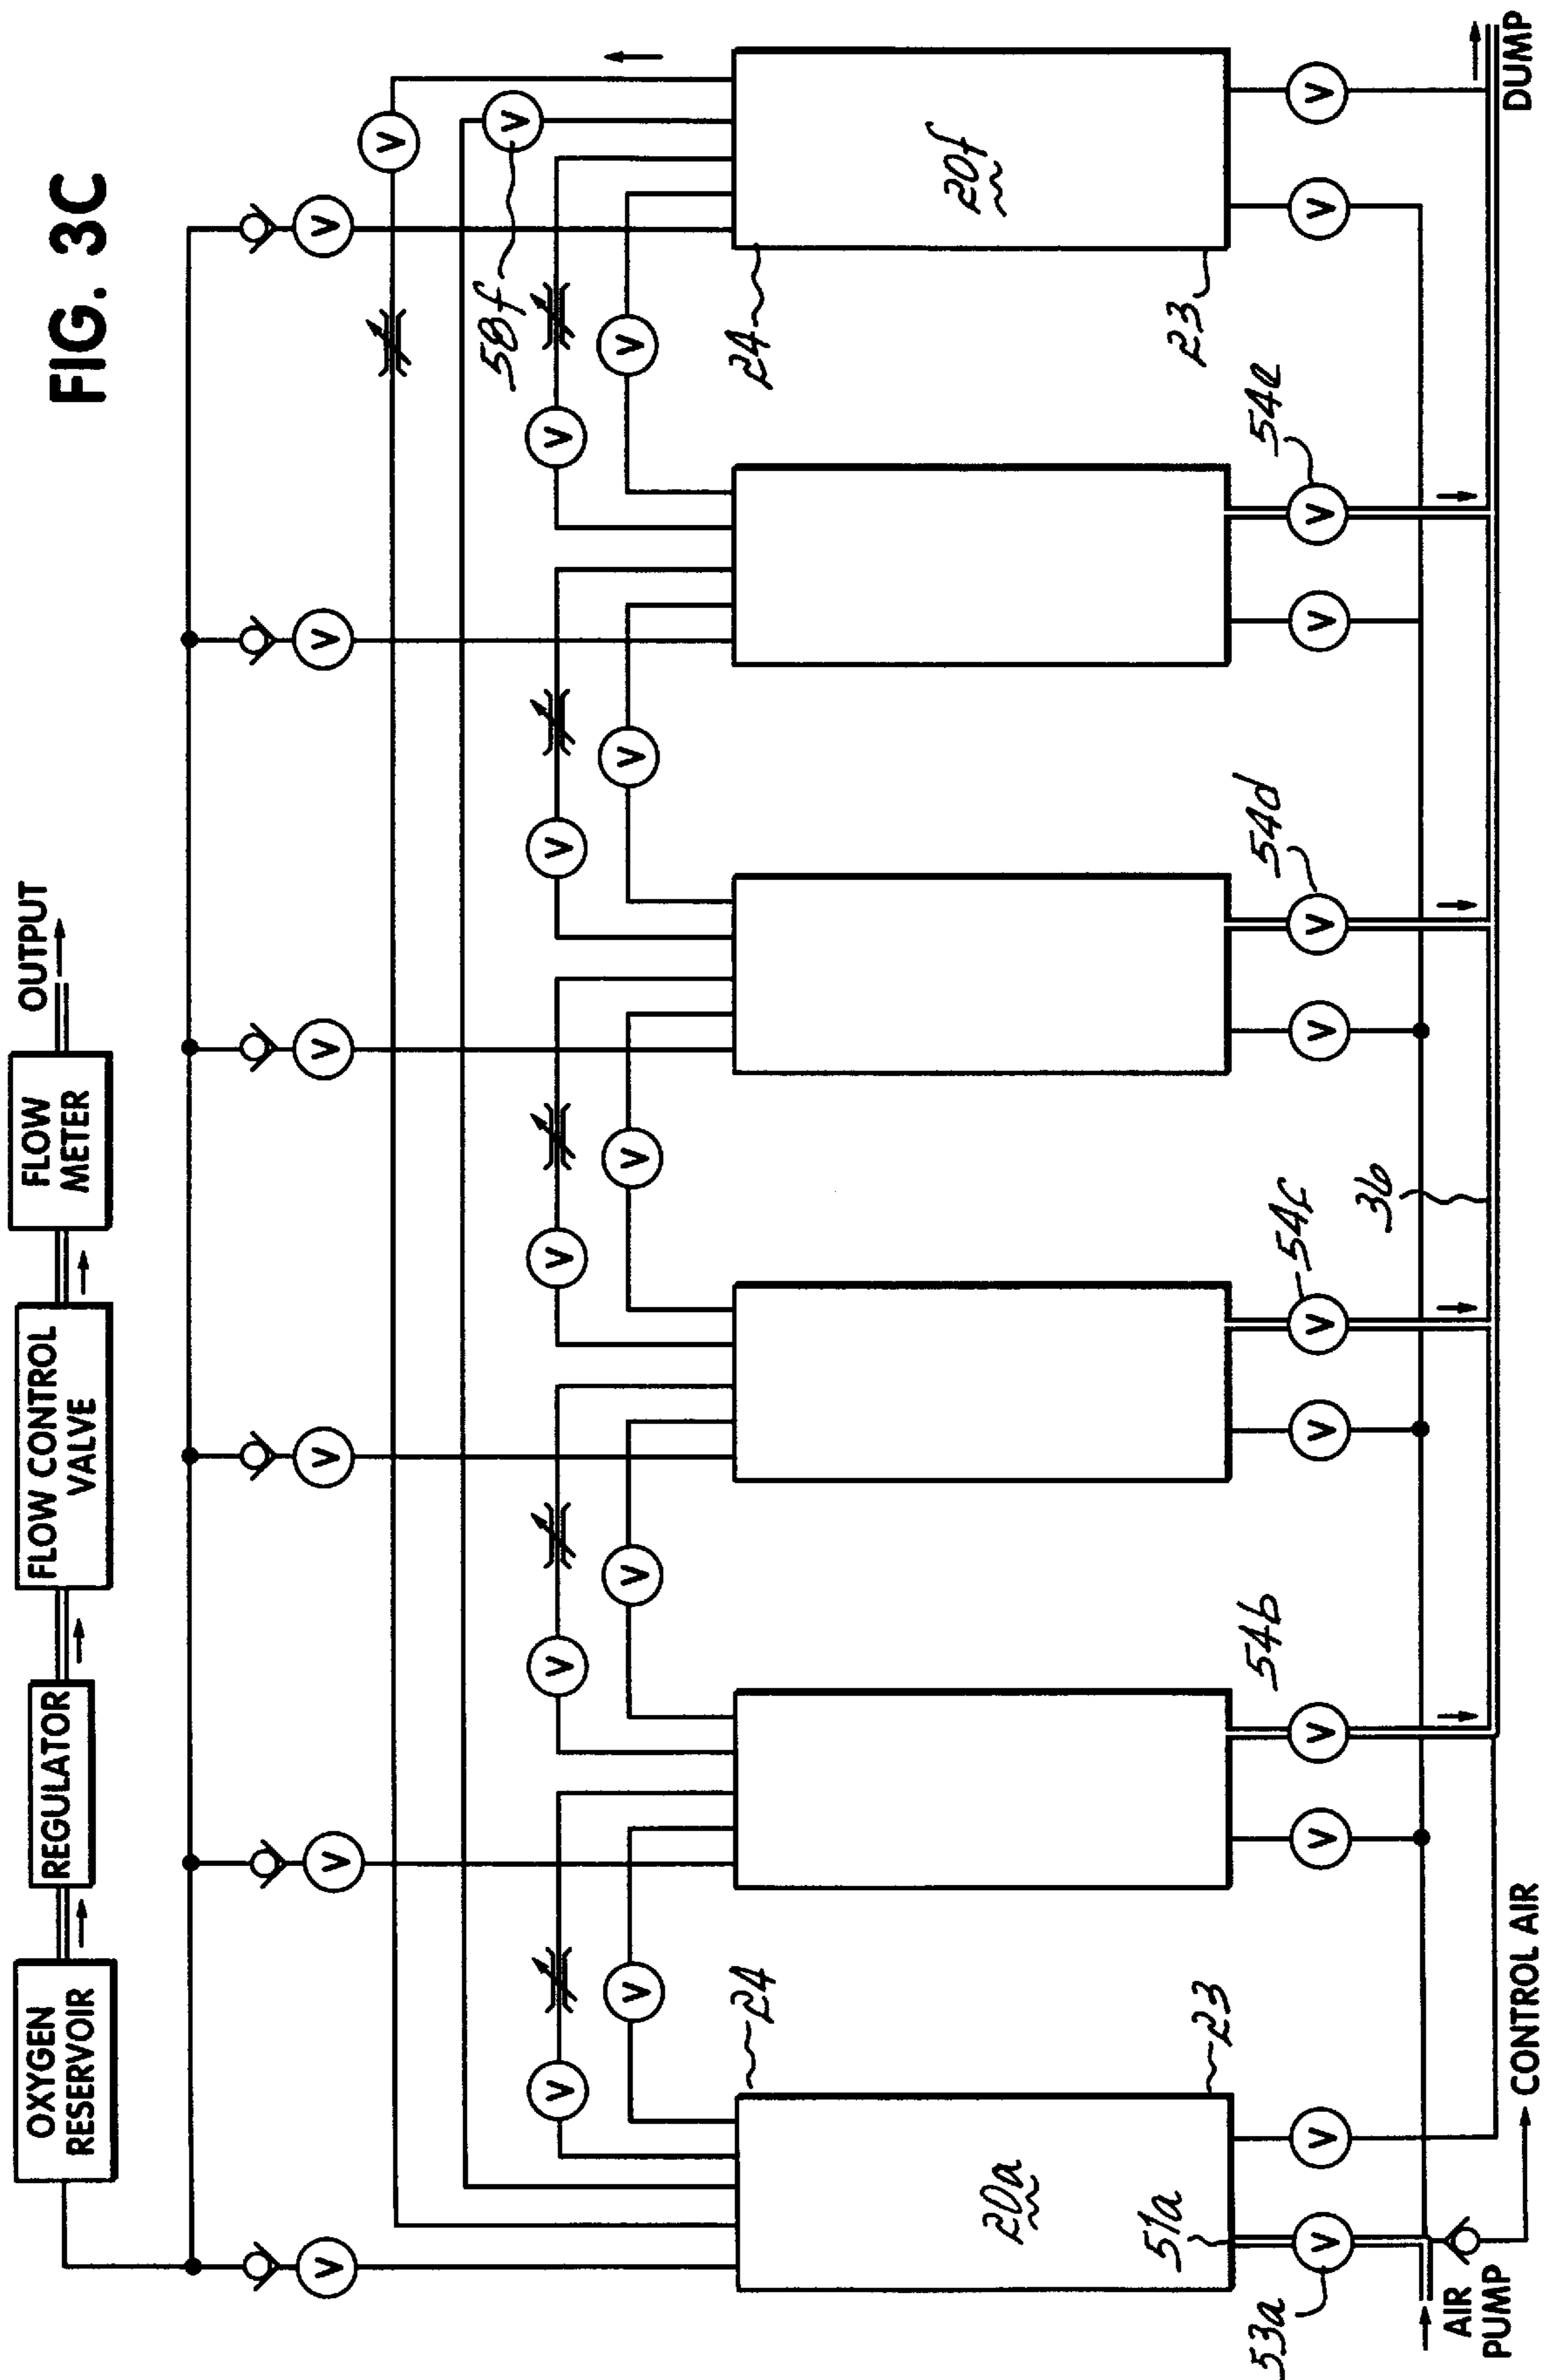 FIG. 3C
OXYGEN
RESERVOIR
REGULATOR
FLOW CONTROL
VALVE
FLOW
METER
OUTPUT
V V V V V V
V
V
58f
V V V V V
V V V V V
24
24
20a
20f
51a
23
23
53a
54b
54c
54d
54e
V V V V V V V V V V V V
36
AIR
PUMP
CONTROL AIR
DUMP